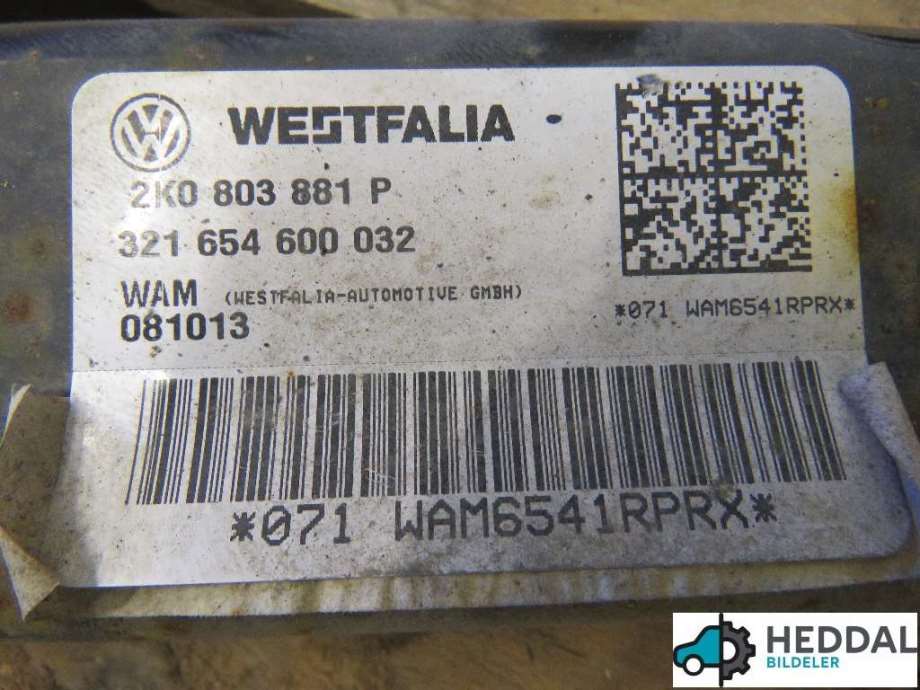 WESTFALIA
2K0 803 881 P
321 654 600 032
WAM (WESTFALIA-AUTOMOTIVE GMBH)
081013
*071 WAM6541RPRX*
*071 WAM6541RPRX*
HEDDAL
BILDELER